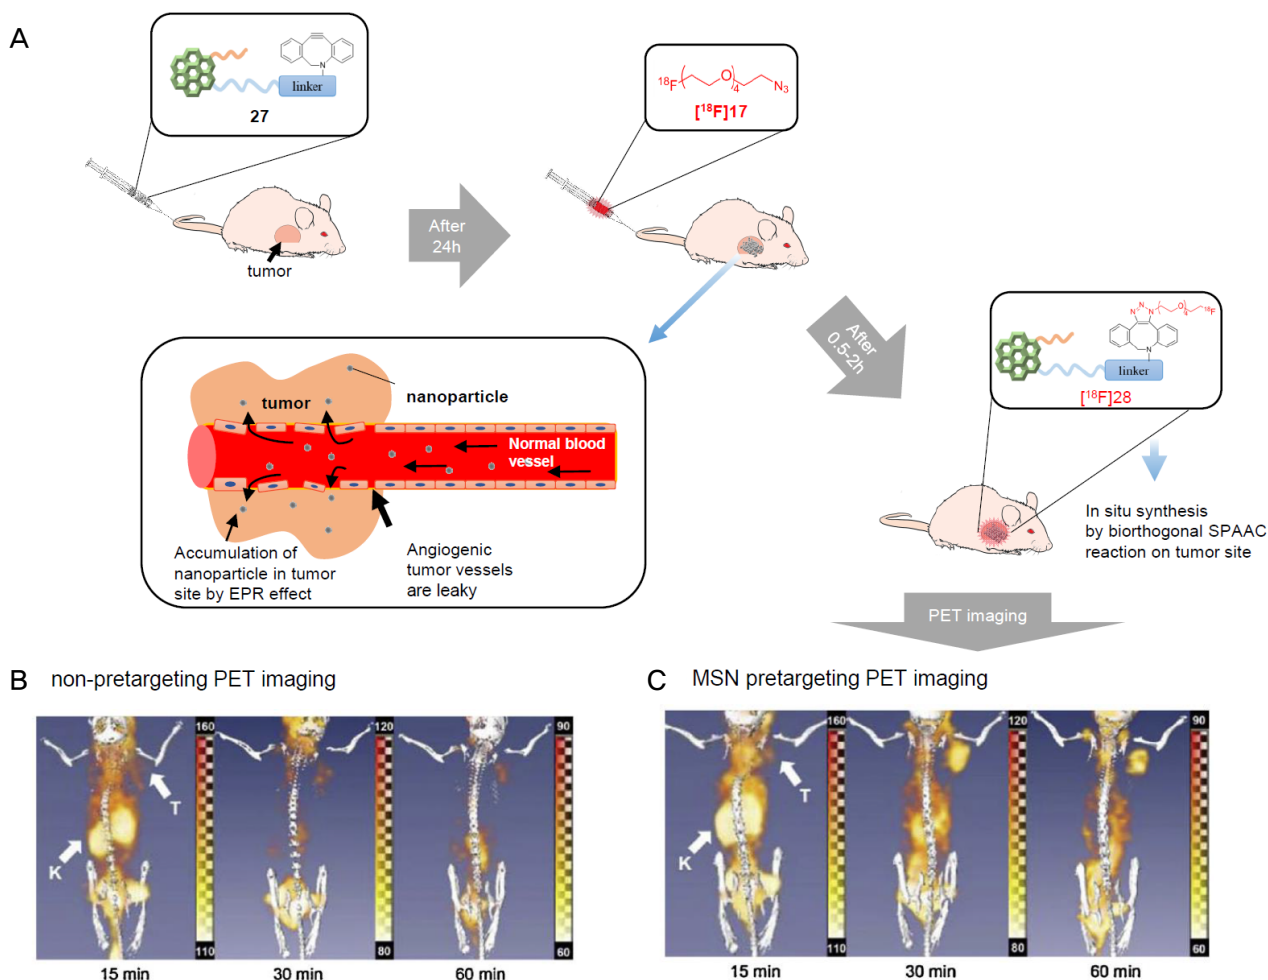 A
linker
N
27
¹⁸F
O
4
N₃
[¹⁸F]17
After
24h
tumor
After
0.5-2h
N
N
N
O
4
¹⁸F
N
linker
[¹⁸F]28
tumor
nanoparticle
Normal blood
vessel
Accumulation of
nanoparticle in tumor
site by EPR effect
Angiogenic
tumor vessels
are leaky
In situ synthesis
by biorthogonal SPAAC
reaction on tumor site
PET imaging
B non-pretargeting PET imaging
160
120
90
T
K
110
80
60
15 min
30 min
60 min
C MSN pretargeting PET imaging
160
120
90
T
K
110
80
60
15 min
30 min
60 min